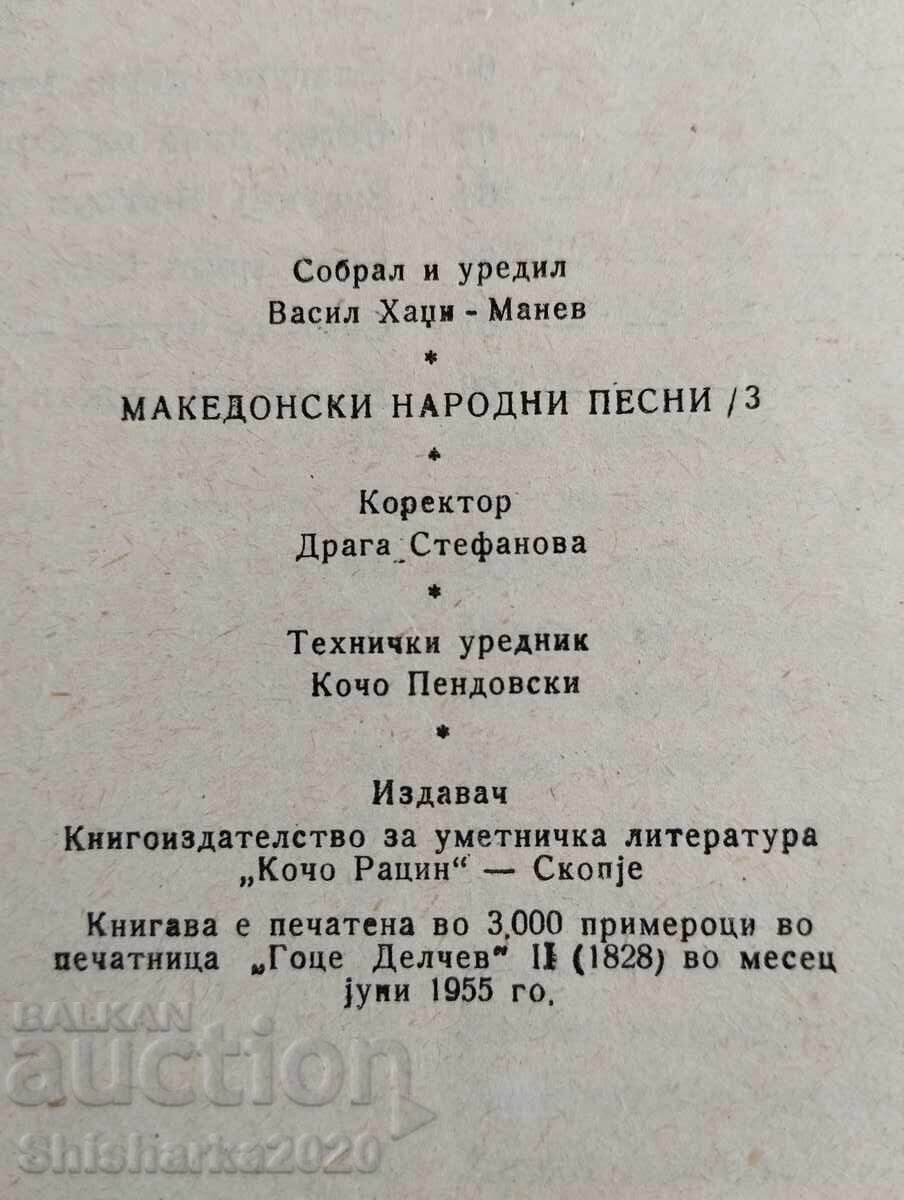 Собрал и уредил
Васил Хаџи - Манев
*
МАКЕДОНСКИ НАРОДНИ ПЕСНИ / 3
*
Коректор
Драга Стефанова
*
Технички уредник
Кочо Пендовски
*
Издавач
Книгоиздателство за уметничка литература
„Кочо Рацин“ — Скопје
Книгава е печатена во 3.000 примероци во
печатница „Гоце Делчев“ II (1828) во месец
јуни 1955 го.
BALKAN
auction
Shisharka2020